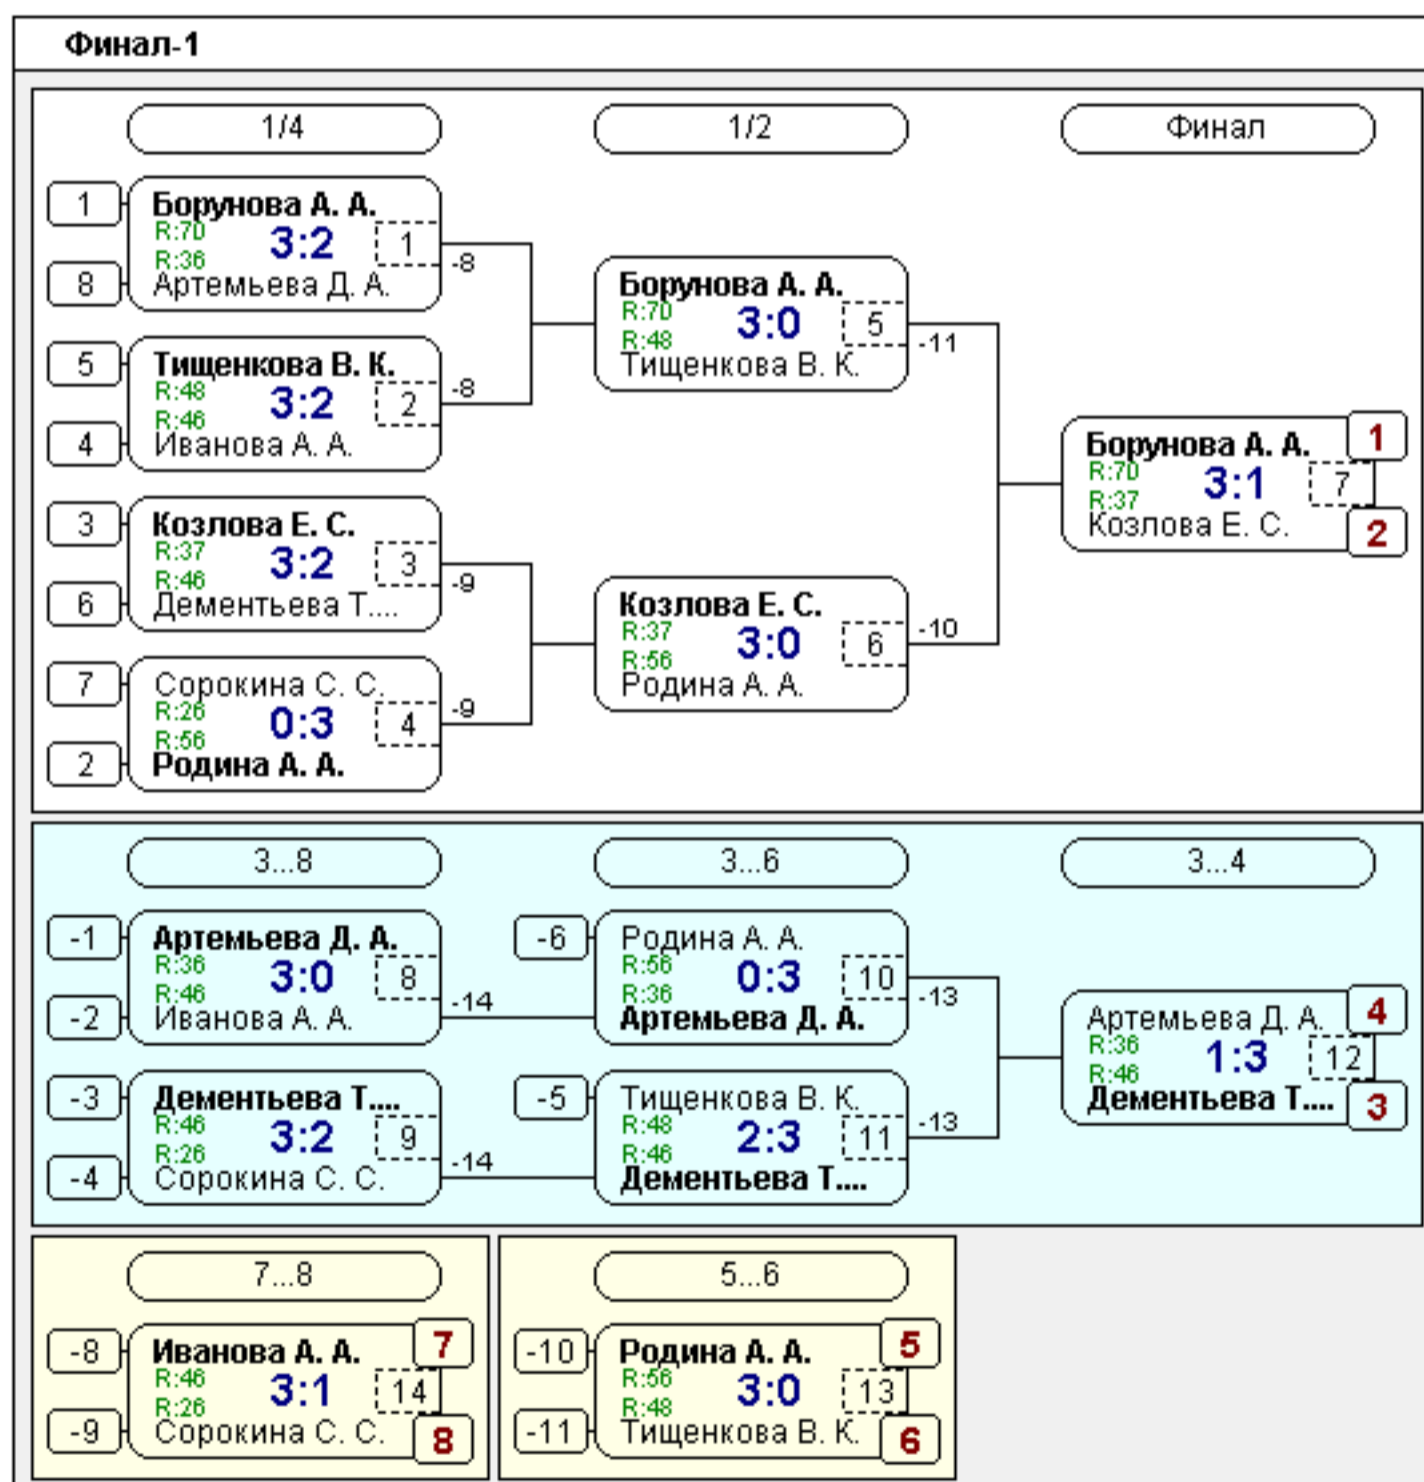 Финал-1
1/4 1/2 Финал
1 Борунова А. А.
R:70 3:2 1
R:36
8 Артемьева Д. А.
-8
5 Тищенкова В. К.
R:48 3:2 2
R:46
4 Иванова А. А.
-8
3 Козлова Е. С.
R:37 3:2 3
R:46
6 Дементьева Т....
-9
7 Сорокина С. С.
R:26 0:3 4
R:56
2 Родина А. А.
-9
Борунова А. А.
R:70 3:0 5
R:48
Тищенкова В. К.
-11
Козлова Е. С.
R:37 3:0 6
R:56
Родина А. А.
-10
Борунова А. А. 1
R:70 3:1 7
R:37
Козлова Е. С. 2
3...8 3...6 3...4
-1 Артемьева Д. А.
R:36 3:0 8
R:46
-2 Иванова А. А.
-14
-3 Дементьева Т....
R:46 3:2 9
R:26
-4 Сорокина С. С.
-14
-6 Родина А. А.
R:56 0:3 10
R:36
Артемьева Д. А.
-13
-5 Тищенкова В. К.
R:48 2:3 11
R:46
Дементьева Т....
-13
Артемьева Д. А. 4
R:36 1:3 12
R:46
Дементьева Т.... 3
7...8
-8 Иванова А. А. 7
R:46 3:1 14
R:26
-9 Сорокина С. С. 8
5...6
-10 Родина А. А. 5
R:56 3:0 13
R:48
-11 Тищенкова В. К. 6